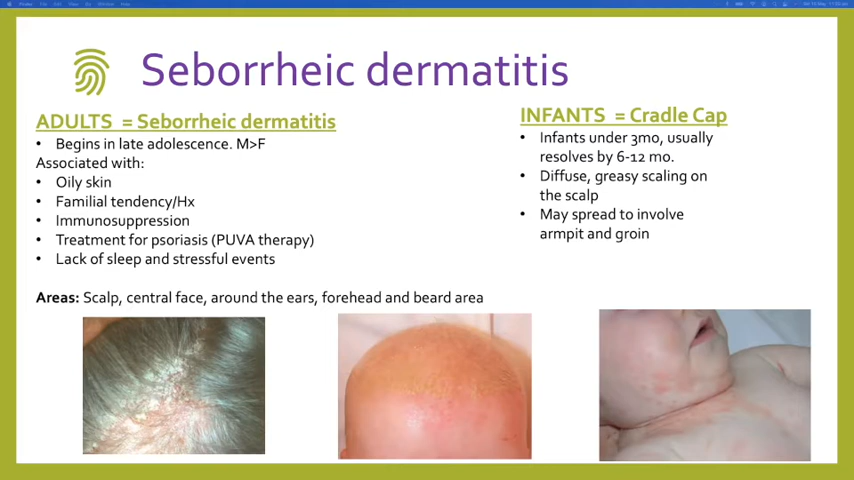 Seborrheic dermatitis
ADULTS = Seborrheic dermatitis
• Begins in late adolescence. M>F
Associated with:
• Oily skin
• Familial tendency/Hx
• Immunosuppression
• Treatment for psoriasis (PUVA therapy)
• Lack of sleep and stressful events
Areas: Scalp, central face, around the ears, forehead and beard area
INFANTS = Cradle Cap
• Infants under 3mo, usually
resolves by 6-12 mo.
• Diffuse, greasy scaling on
the scalp
• May spread to involve
armpit and groin